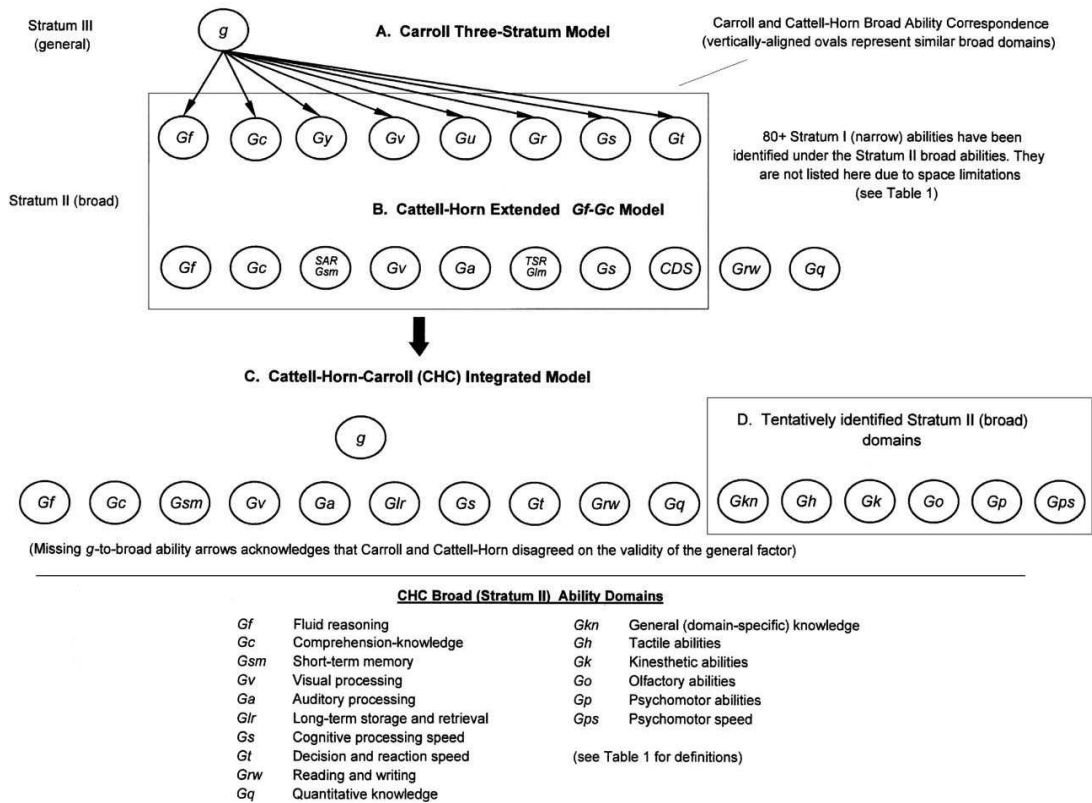 Stratum III
(general)
g
A. Carroll Three-Stratum Model
Carroll and Cattell-Horn Broad Ability Correspondence
(vertically-aligned ovals represent similar broad domains)
Gf Gc Gy Gv Gu Gr Gs Gt
80+ Stratum I (narrow) abilities have been
identified under the Stratum II broad abilities. They
are not listed here due to space limitations
(see Table 1)
Stratum II (broad)
B. Cattell-Horn Extended Gf-Gc Model
Gf Gc SAR Gsm Gv Ga TSR Glm Gs CDS Grw Gq
C. Cattell-Horn-Carroll (CHC) Integrated Model
g
D. Tentatively identified Stratum II (broad)
domains
Gf Gc Gsm Gv Ga Glr Gs Gt Grw Gq Gkn Gh Gk Go Gp Gps
(Missing g-to-broad ability arrows acknowledges that Carroll and Cattell-Horn disagreed on the validity of the general factor)
CHC Broad (Stratum II) Ability Domains
Gf Fluid reasoning
Gc Comprehension-knowledge
Gsm Short-term memory
Gv Visual processing
Ga Auditory processing
Glr Long-term storage and retrieval
Gs Cognitive processing speed
Gt Decision and reaction speed
Grw Reading and writing
Gq Quantitative knowledge
Gkn General (domain-specific) knowledge
Gh Tactile abilities
Gk Kinesthetic abilities
Go Olfactory abilities
Gp Psychomotor abilities
Gps Psychomotor speed
(see Table 1 for definitions)